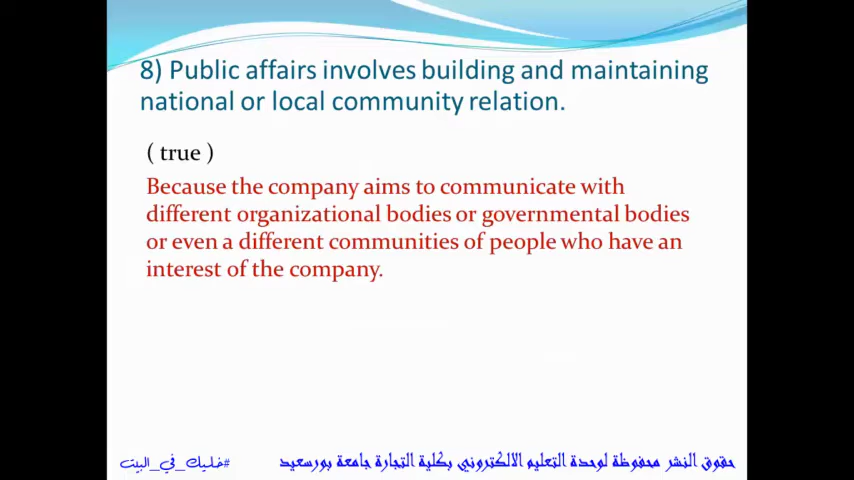 8) Public affairs involves building and maintaining
national or local community relation.
( true )
Because the company aims to communicate with
different organizational bodies or governmental bodies
or even a different communities of people who have an
interest of the company.
حقوق النشر محفوظة لوحدة التعليم الالكتروني بكلية التجارة جامعة بورسعيد
#خليك_في_البيت